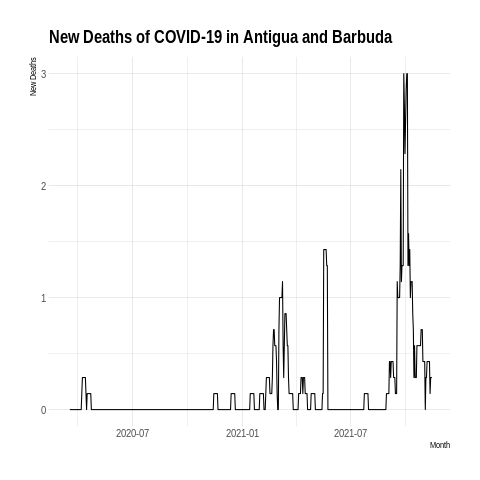 New Deaths of COVID-19 in Antigua and Barbuda
New Deaths
3
2
1
0
2020-07
2021-01
2021-07
Month